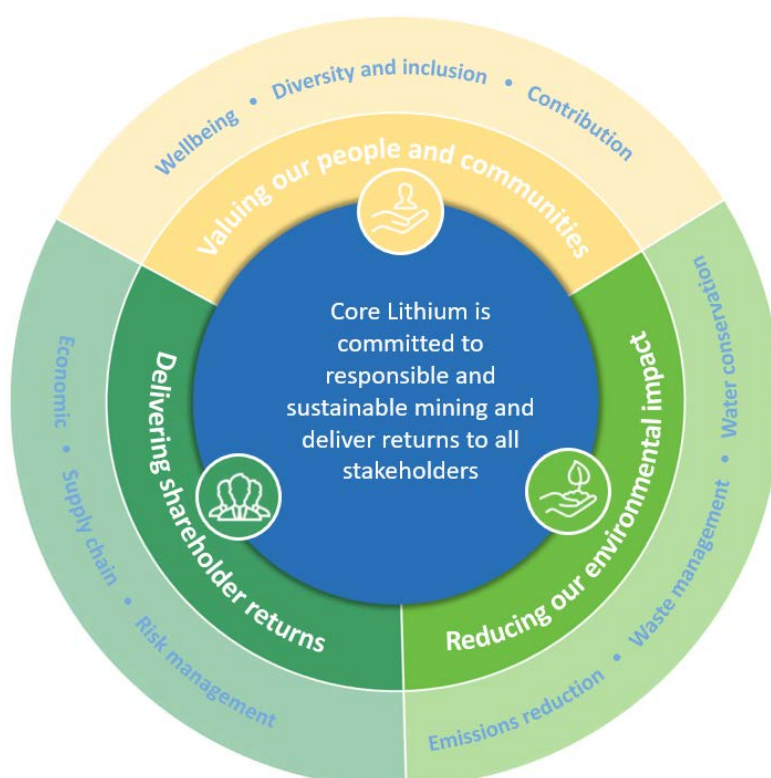 Wellbeing • Diversity and inclusion • Contribution
Valuing our people and communities
Core Lithium is
committed to
responsible and
sustainable mining and
deliver returns to all
stakeholders
Delivering shareholder returns
Economic • Supply chain • Risk management
Reducing our environmental impact
Emissions reduction • Waste management • Water conservation